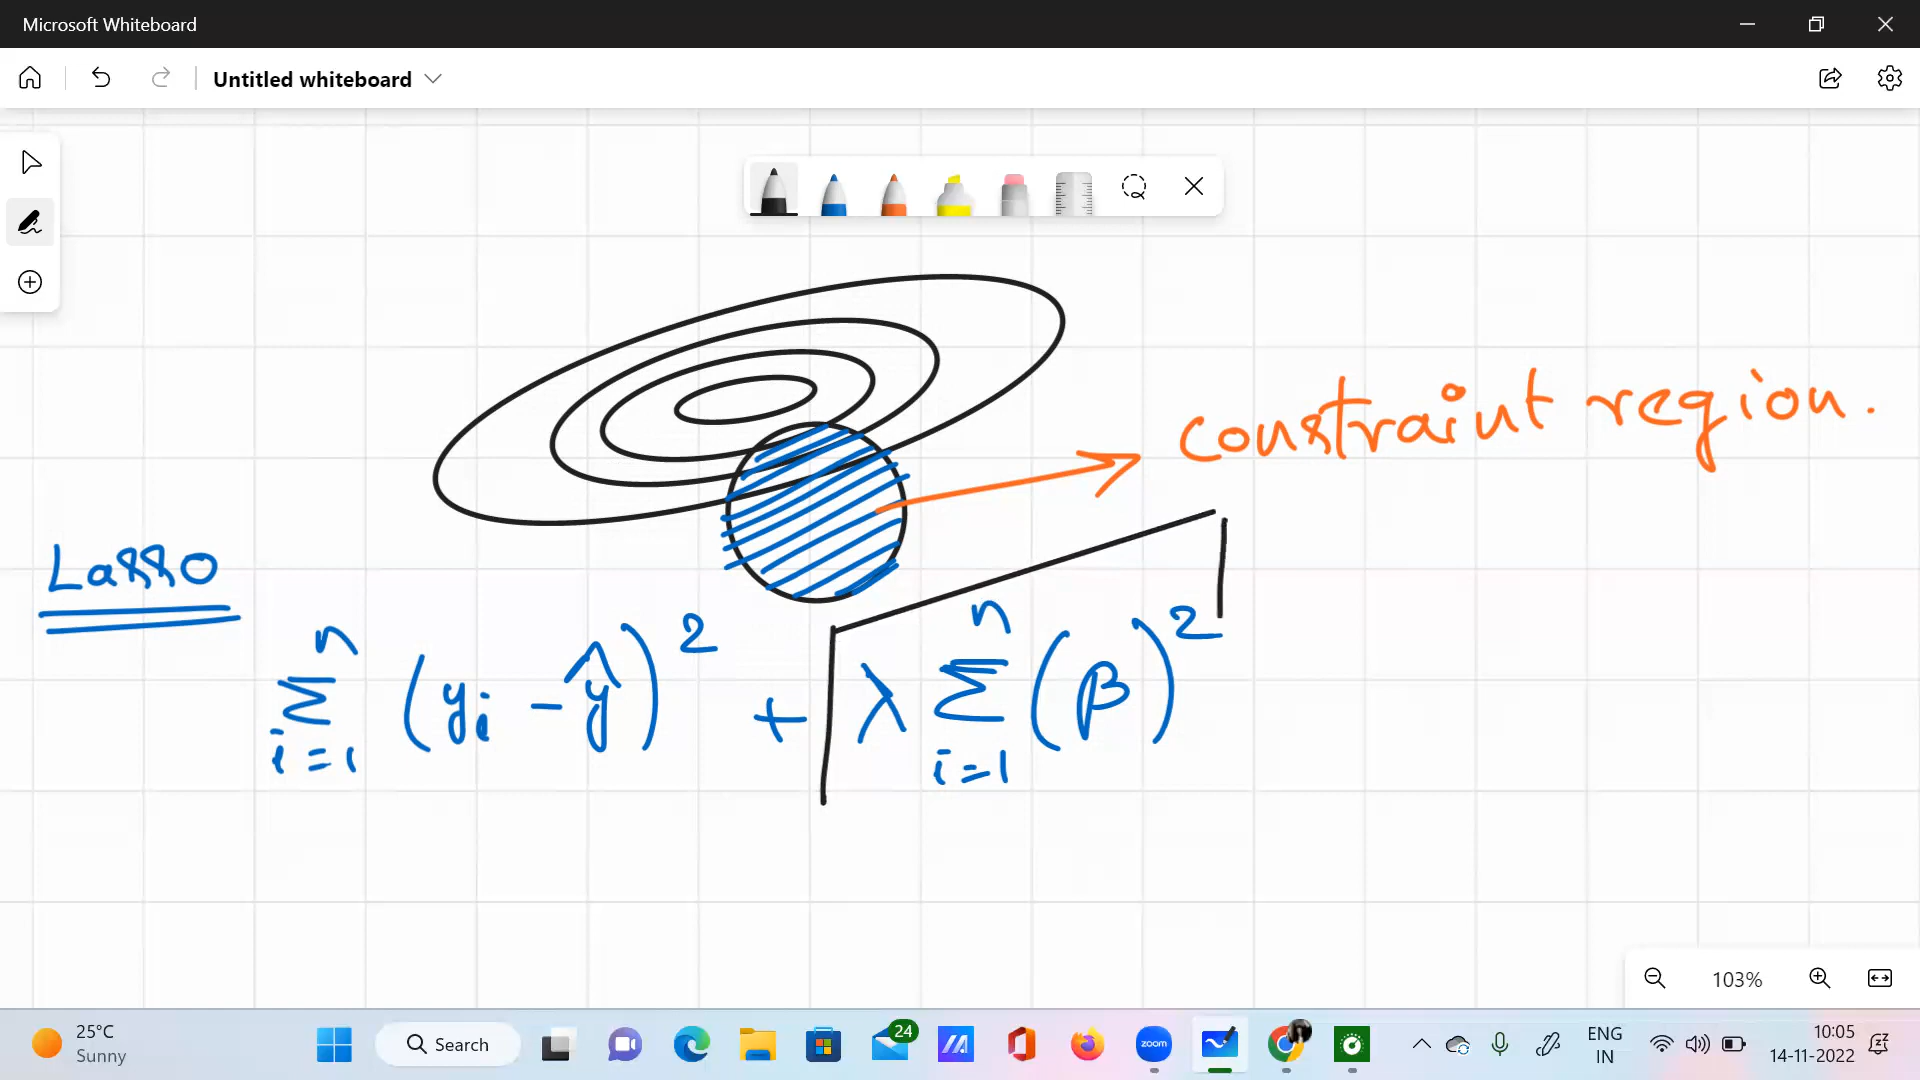 Microsoft Whiteboard
Untitled whiteboard
constraint region.
Lasso
n n
∑ (yi - ŷ)² + λ ∑ (β)²
i=1 i=1
103%
25°C
Sunny
Search
24
zoom
ENG
IN
10:05
14-11-2022